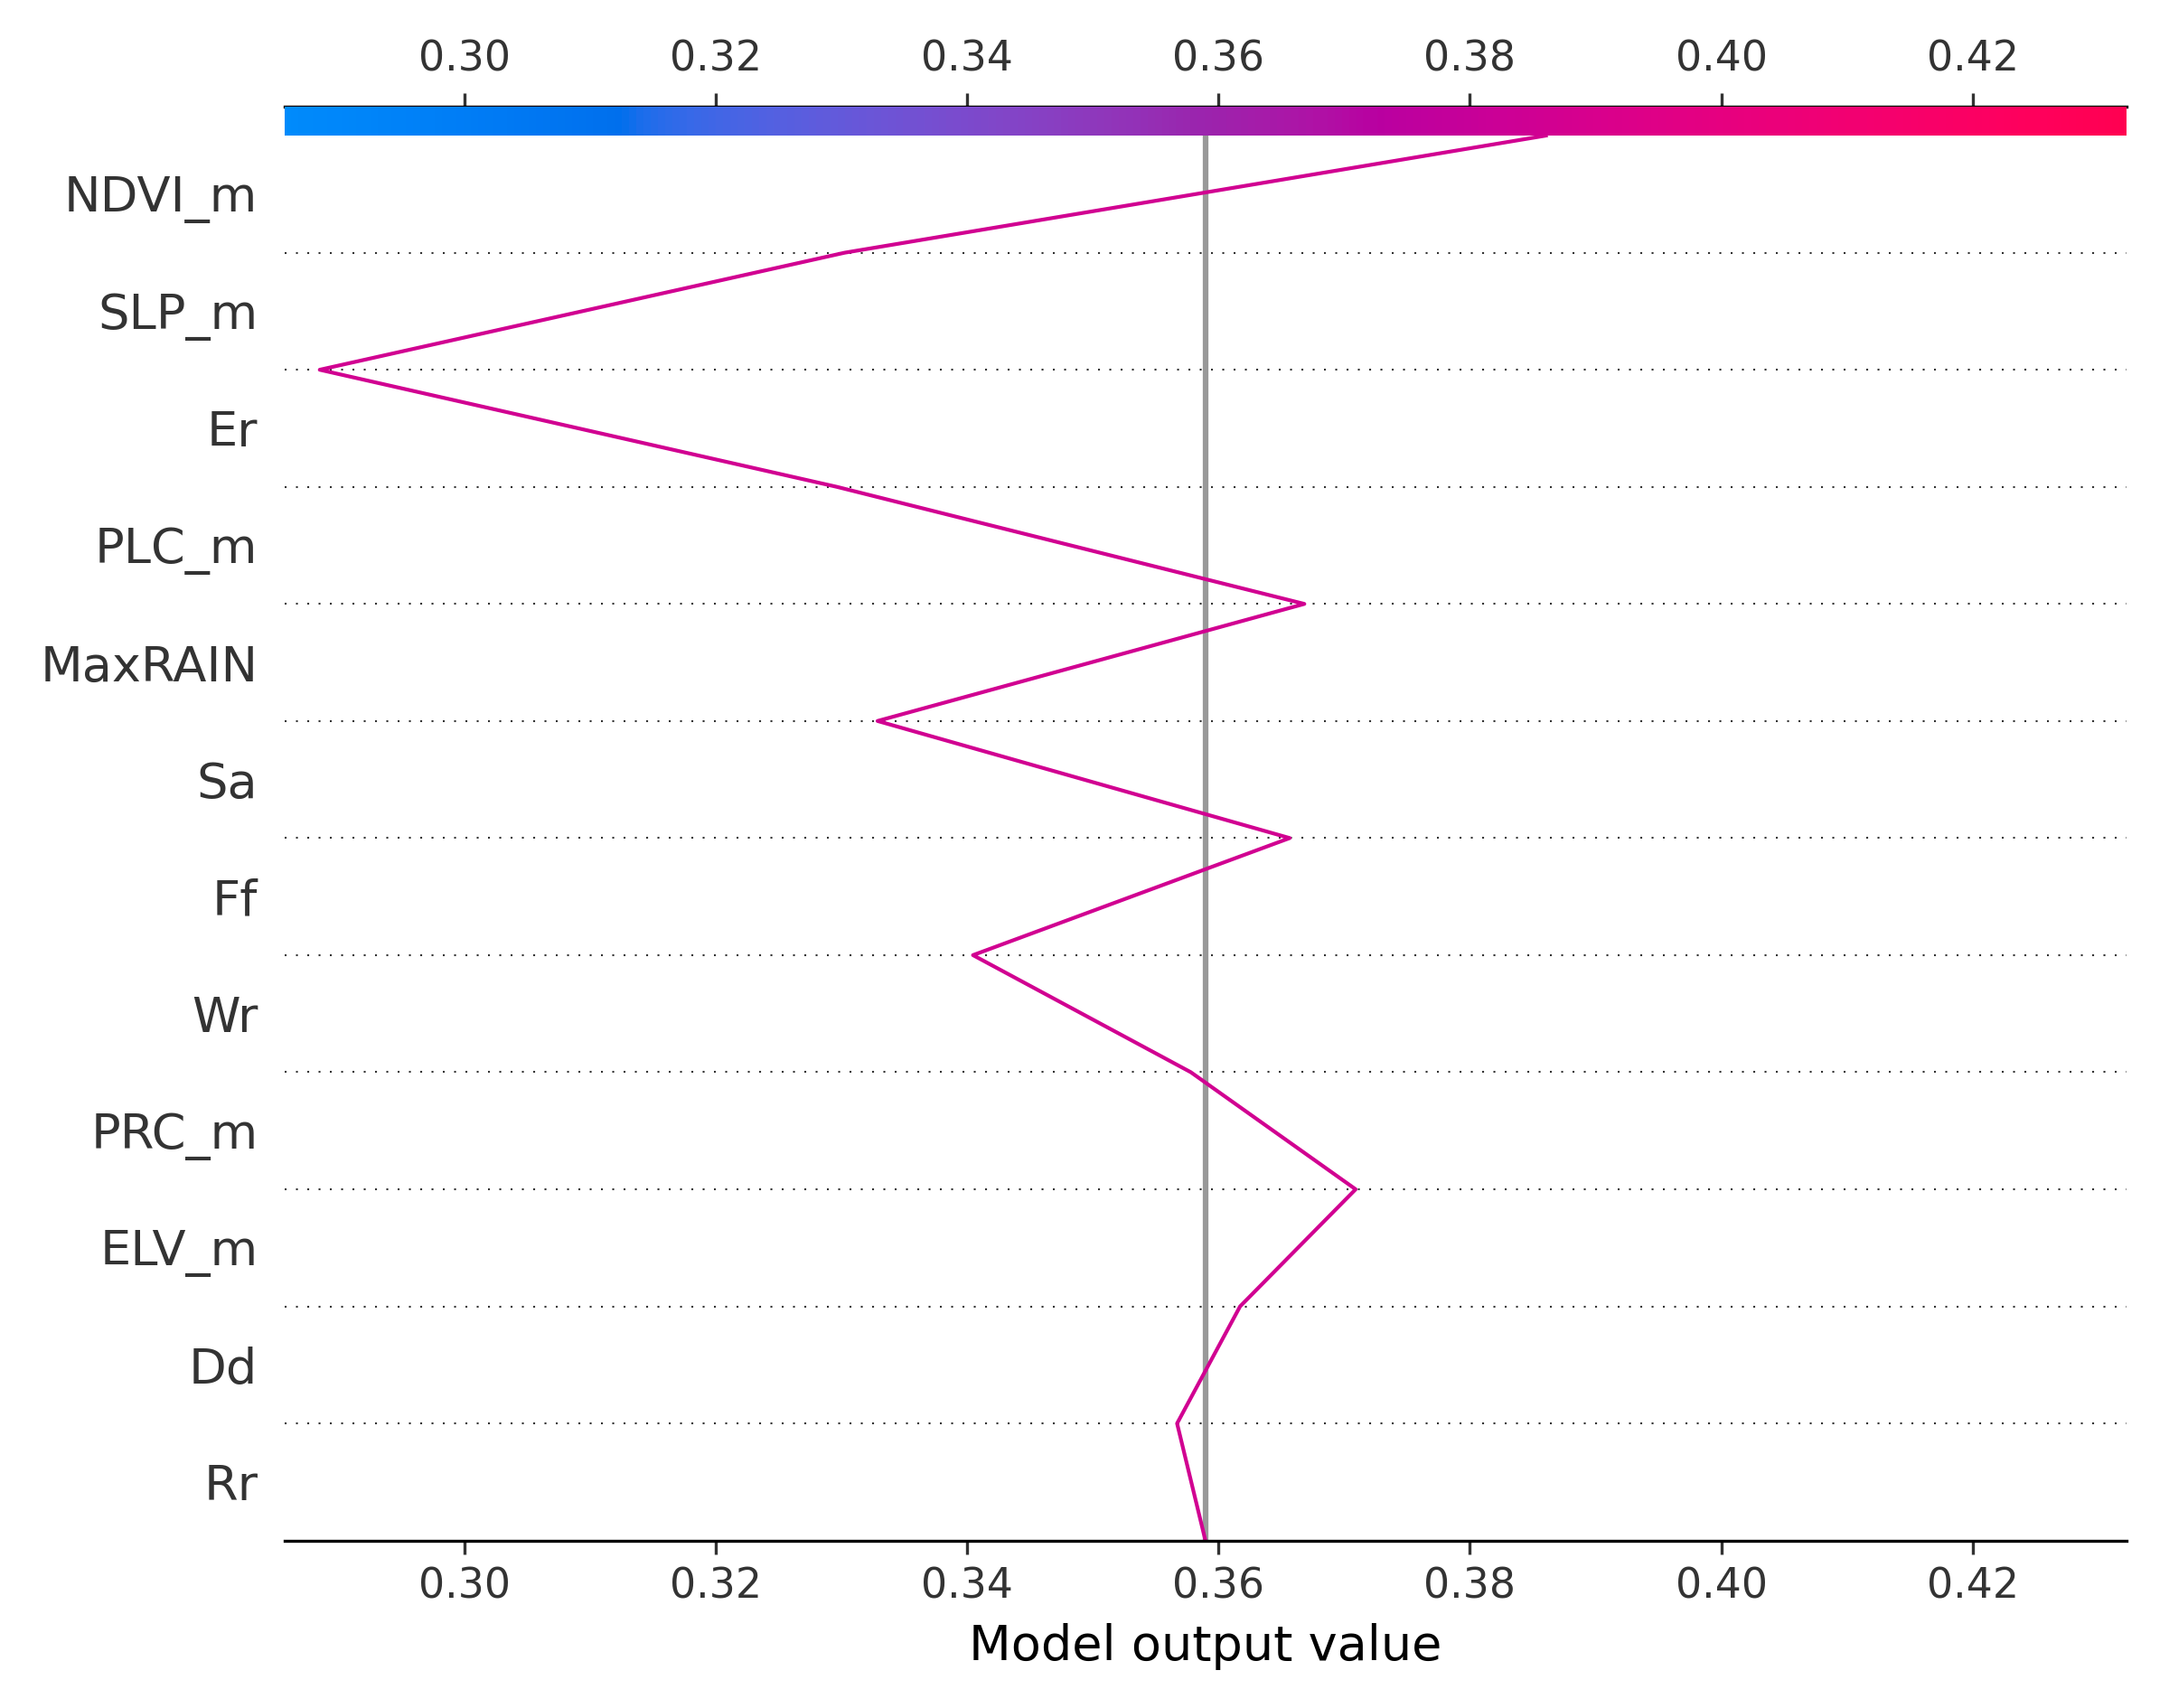 0.30 0.32 0.34 0.36 0.38 0.40 0.42
NDVI_m
SLP_m
Er
PLC_m
MaxRAIN
Sa
Ff
Wr
PRC_m
ELV_m
Dd
Rr
0.30 0.32 0.34 0.36 0.38 0.40 0.42
Model output value